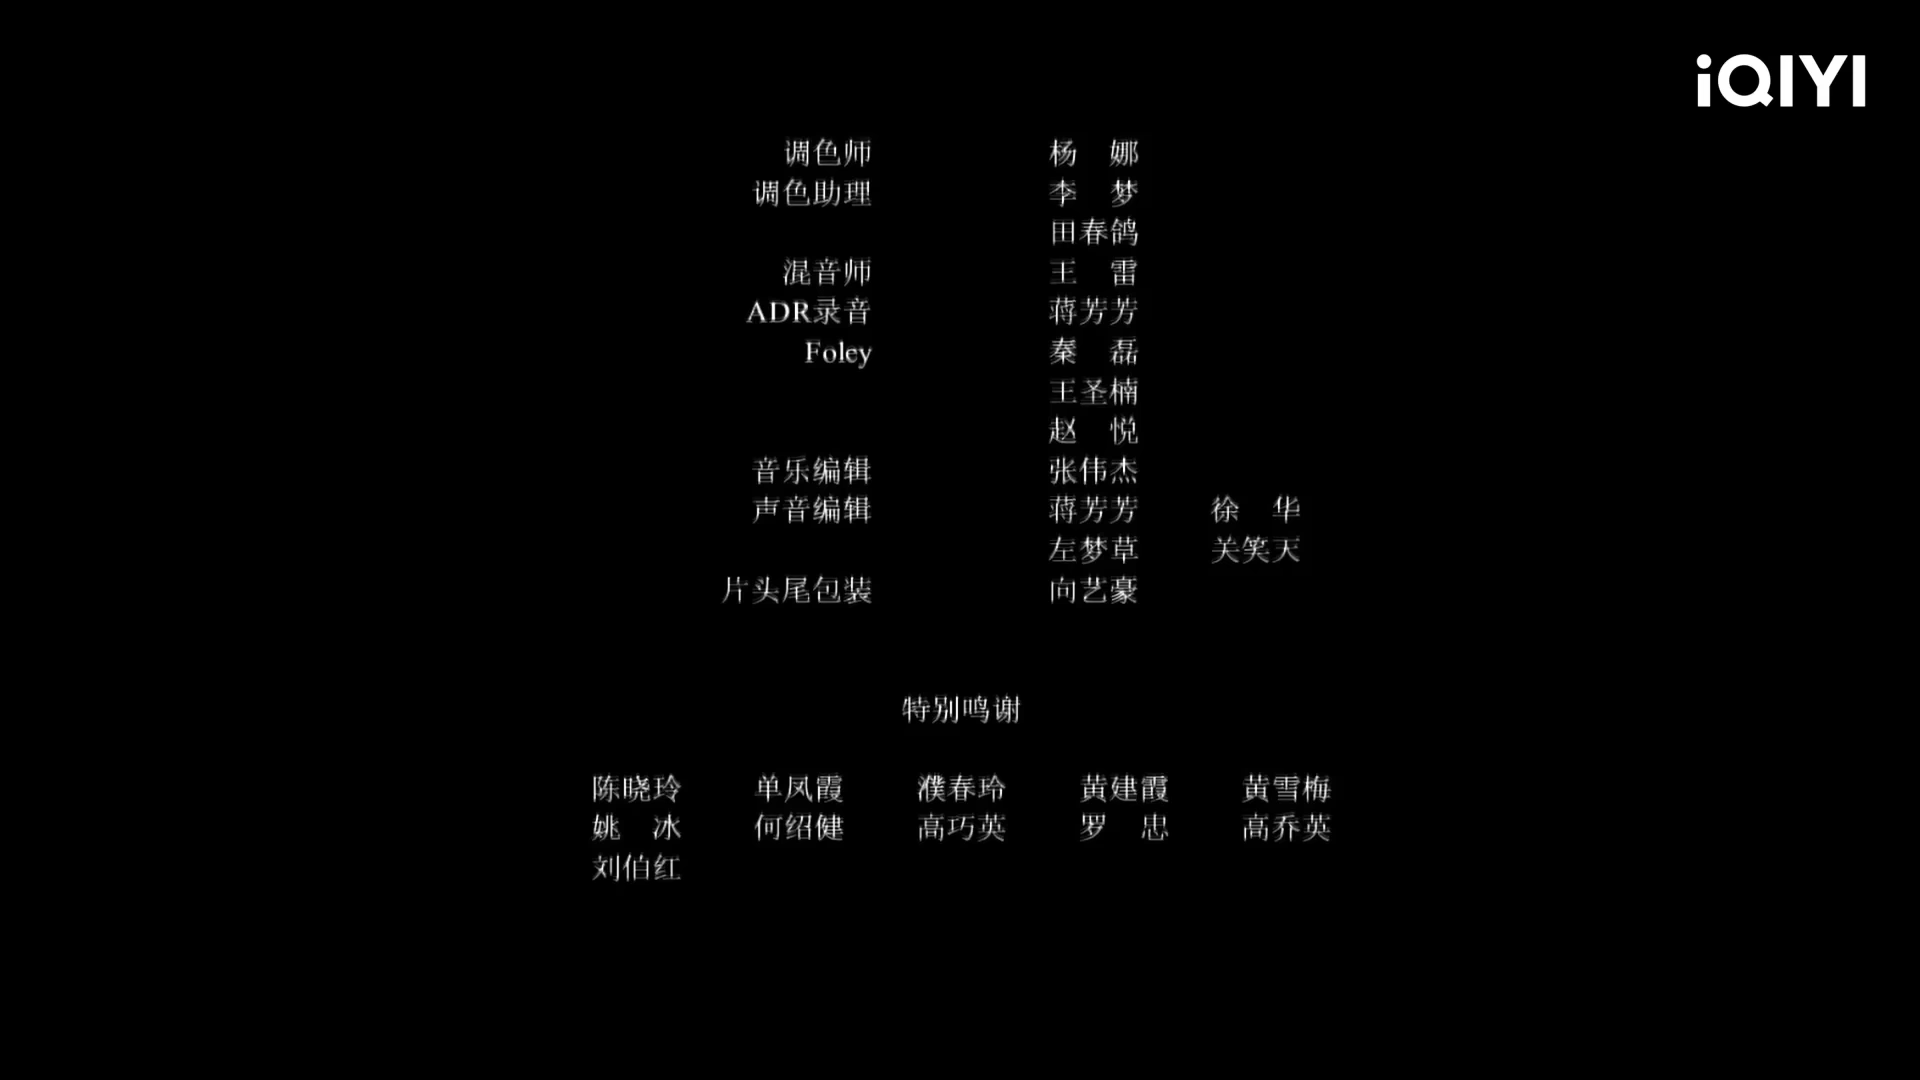 iQIYI
调色师 杨 娜
调色助理 李 梦
田春鸽
混音师 王 雷
ADR录音 蒋芳芳
Foley 秦 磊
王圣楠
赵 悦
音乐编辑 张伟杰
声音编辑 蒋芳芳 徐 华
左梦草 关笑天
片头尾包装 向艺豪
特别鸣谢
陈晓玲 单凤霞 濮春玲 黄建霞 黄雪梅
姚 冰 何绍健 高巧英 罗 忠 高乔英
刘伯红